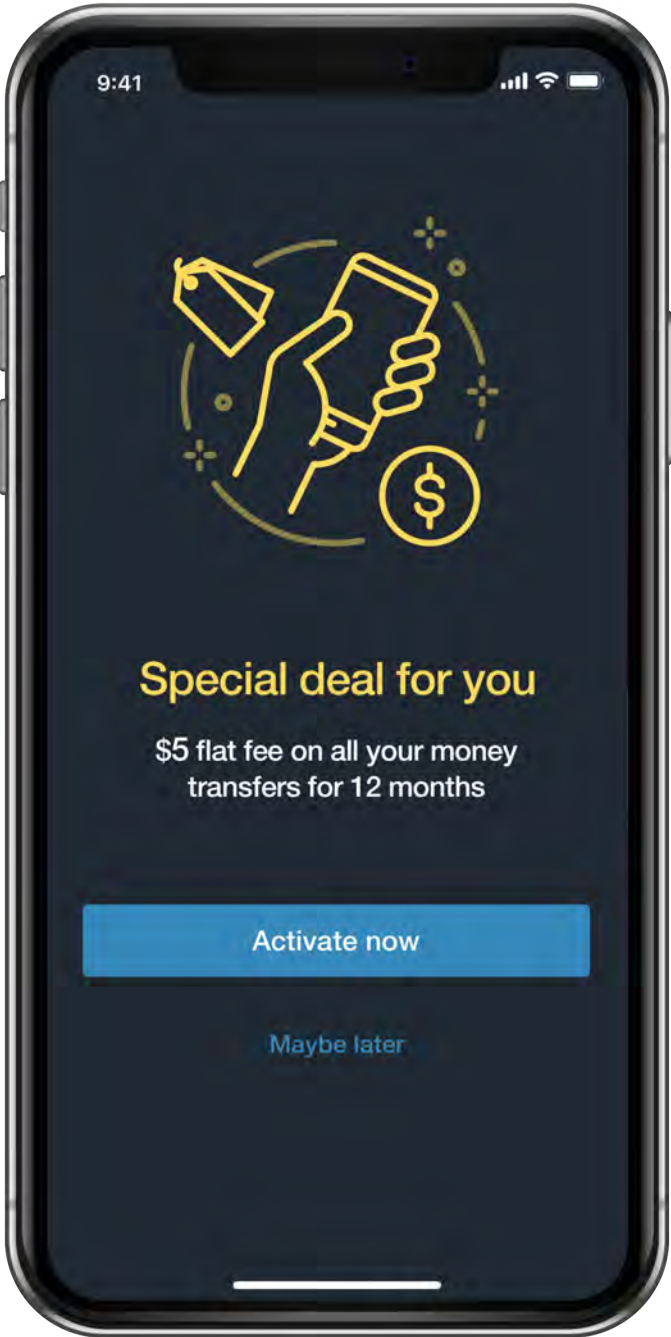 9:41
$
Special deal for you
$5 flat fee on all your money
transfers for 12 months
Activate now
Maybe later